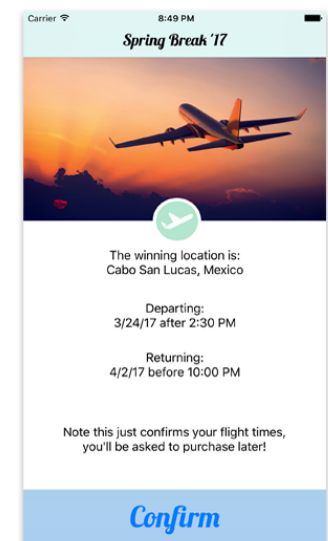 Carrier 8:49 PM
Spring Break '17
The winning location is:
Cabo San Lucas, Mexico
Departing:
3/24/17 after 2:30 PM
Returning:
4/2/17 before 10:00 PM
Note this just confirms your flight times,
you'll be asked to purchase later!
Confirm